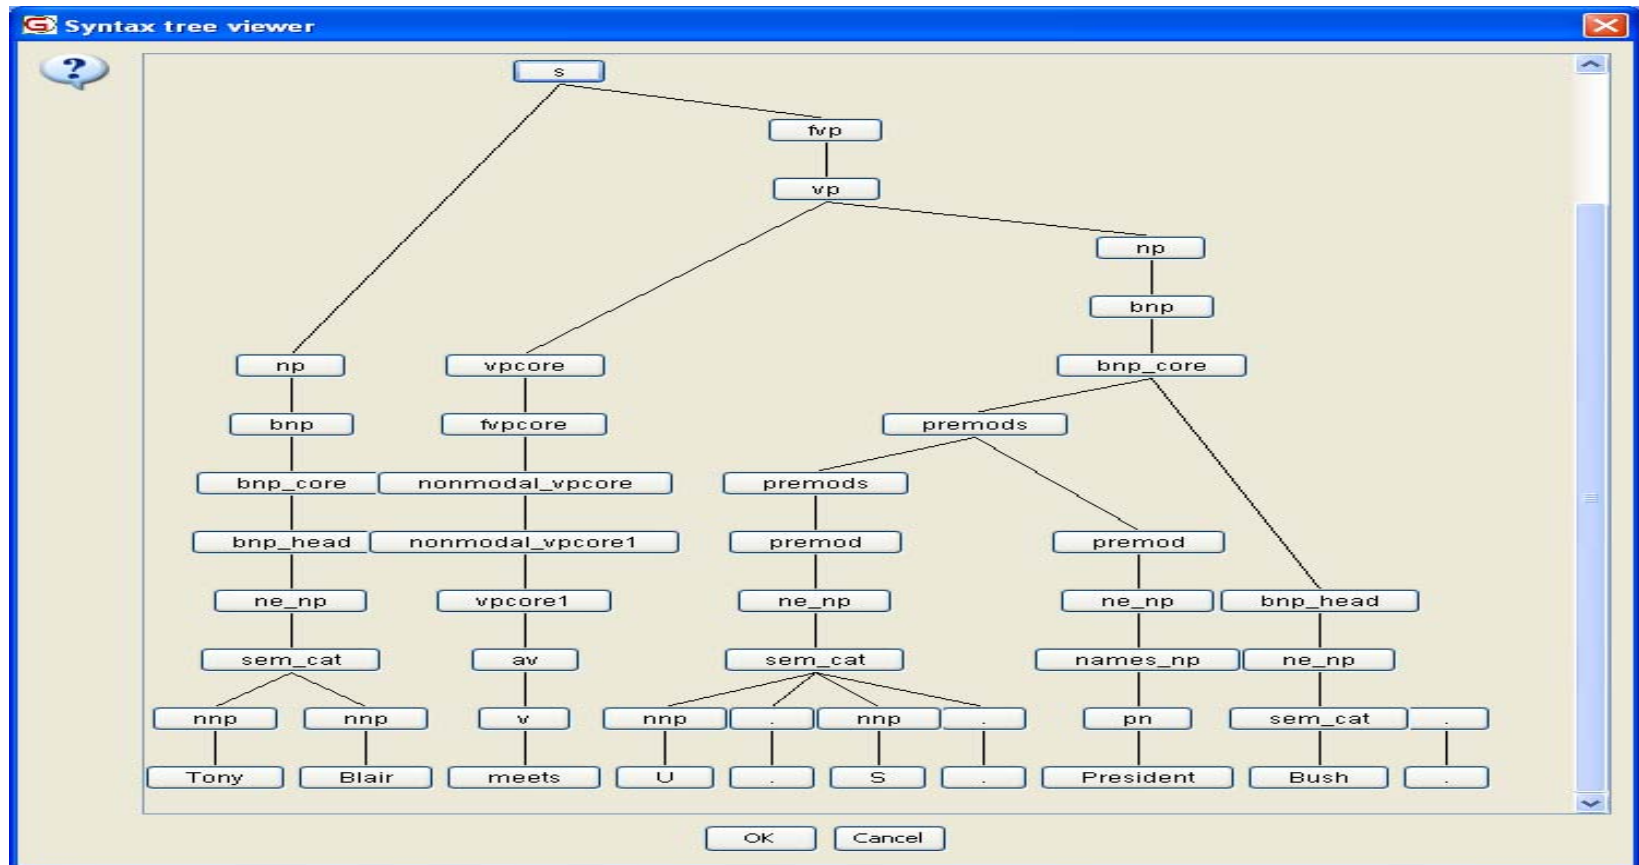 Syntax tree viewer
?
s
fvp
vp
np
bnp
np vpcore bnp_core
bnp fvpcore premods
bnp_core nonmodal_vpcore premods
bnp_head nonmodal_vpcore1 premod premod
ne_np vpcore1 ne_np ne_np bnp_head
sem_cat av sem_cat names_np ne_np
nnp nnp v nnp . nnp . pn sem_cat .
Tony Blair meets U . S . President Bush .
OK Cancel